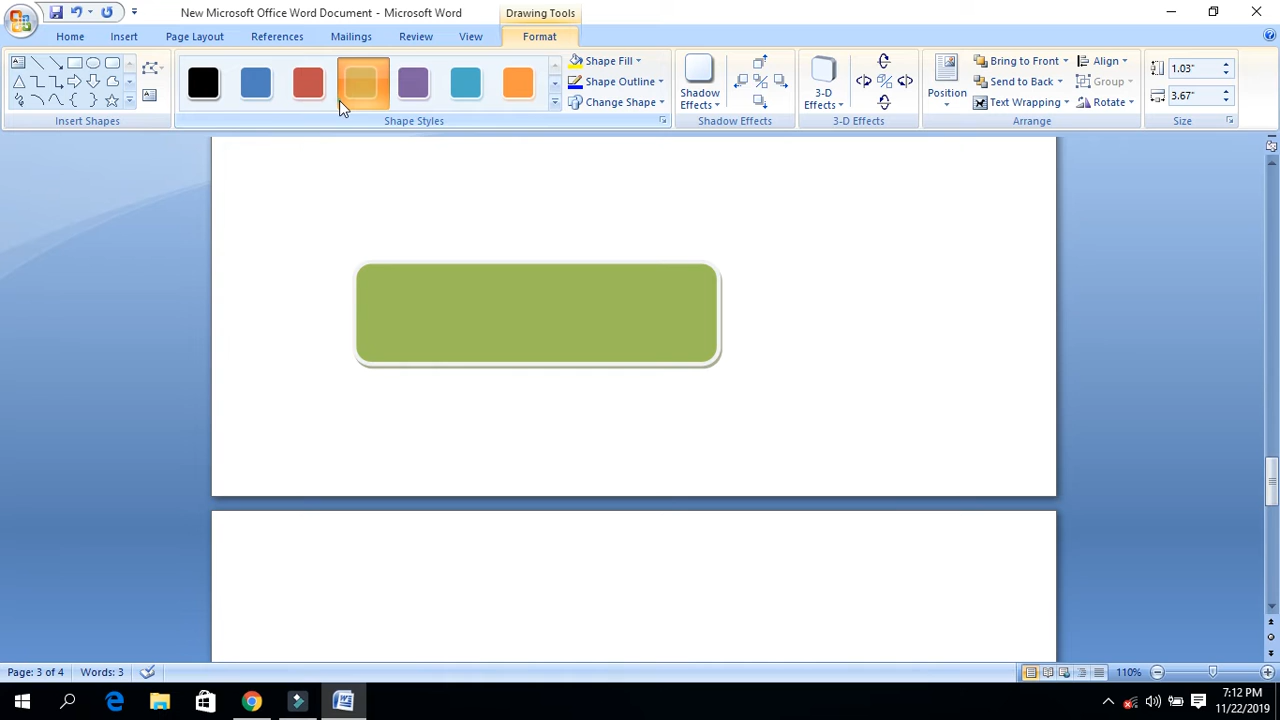 New Microsoft Office Word Document - Microsoft Word
Drawing Tools
Home
Insert
Page Layout
References
Mailings
Review
View
Format
Shape Fill
Shape Outline
Change Shape
Shadow
Effects
3-D
Effects
Position
Bring to Front
Send to Back
Text Wrapping
Align
Group
Rotate
1.03"
3.67"
Insert Shapes
Shape Styles
Shadow Effects
3-D Effects
Arrange
Size
Page: 3 of 4
Words: 3
110%
7:12 PM
11/22/2019